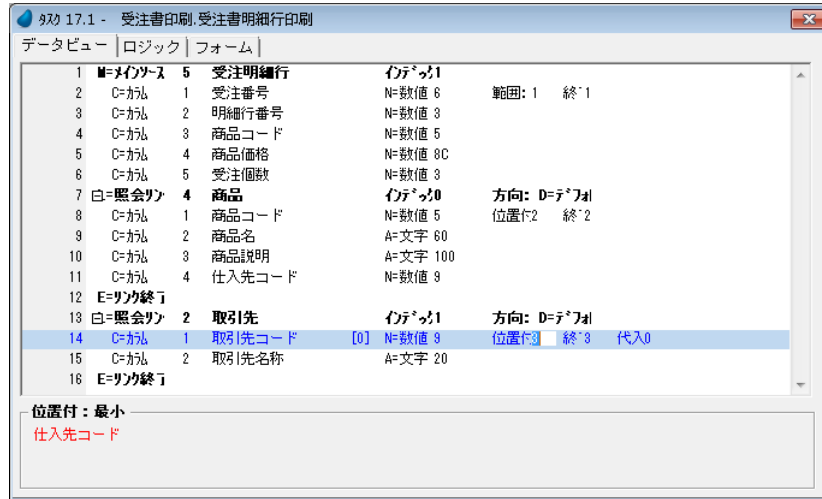 ﾀｽｸ 17.1 - 受注書印刷.受注書明細行印刷
データビュー ロジック フォーム
1 M=ﾒｲﾝｿｰｽ 5 受注明細行 ｲﾝﾃﾞｯｸ1
2 C=ｶﾗﾑ 1 受注番号 N=数値 6 範囲: 1 終ﾞ1
3 C=ｶﾗﾑ 2 明細行番号 N=数値 3
4 C=ｶﾗﾑ 3 商品コード N=数値 5
5 C=ｶﾗﾑ 4 商品価格 N=数値 8C
6 C=ｶﾗﾑ 5 受注個数 N=数値 3
7 照会ﾘﾝ 4 商品 ｲﾝﾃﾞｯｸ0 方向: D=ﾃﾞﾌｫﾙ
8 C=ｶﾗﾑ 1 商品コード N=数値 5 位置付2 終ﾞ2
9 C=ｶﾗﾑ 2 商品名 A=文字 60
10 C=ｶﾗﾑ 3 商品説明 A=文字 100
11 C=ｶﾗﾑ 4 仕入先コード N=数値 9
12 E=ﾘﾝｸ終了
13 照会ﾘﾝ 2 取引先 ｲﾝﾃﾞｯｸ1 方向: D=ﾃﾞﾌｫﾙ
14 C=ｶﾗﾑ 1 取引先コード [0] N=数値 9 位置付3 終ﾞ3 代入0
15 C=ｶﾗﾑ 2 取引先名称 A=文字 20
16 E=ﾘﾝｸ終了
位置付：最小
仕入先コード